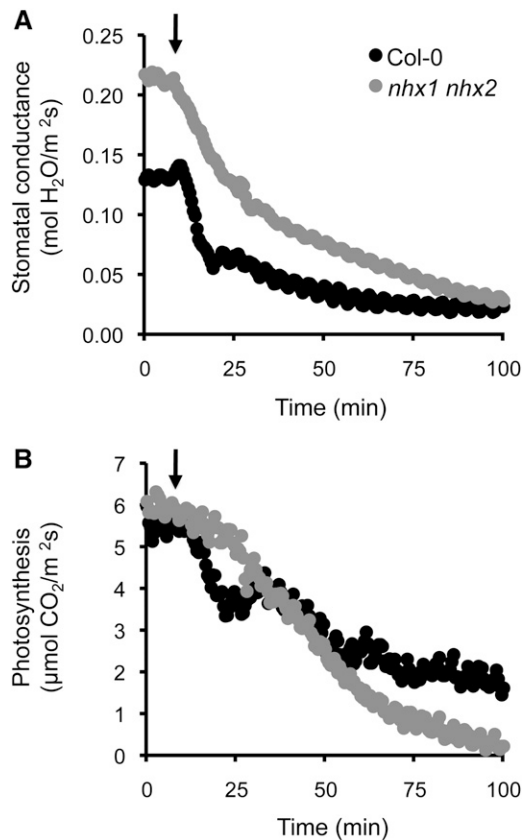 A
Stomatal conductance
(mol H₂O/m ²s)
0.25
0.20
0.15
0.10
0.05
0.00
Col-0
nhx1 nhx2
0 25 50 75 100
Time (min)
B
Photosynthesis
(µmol CO₂/m ²s)
7
6
5
4
3
2
1
0
0 25 50 75 100
Time (min)